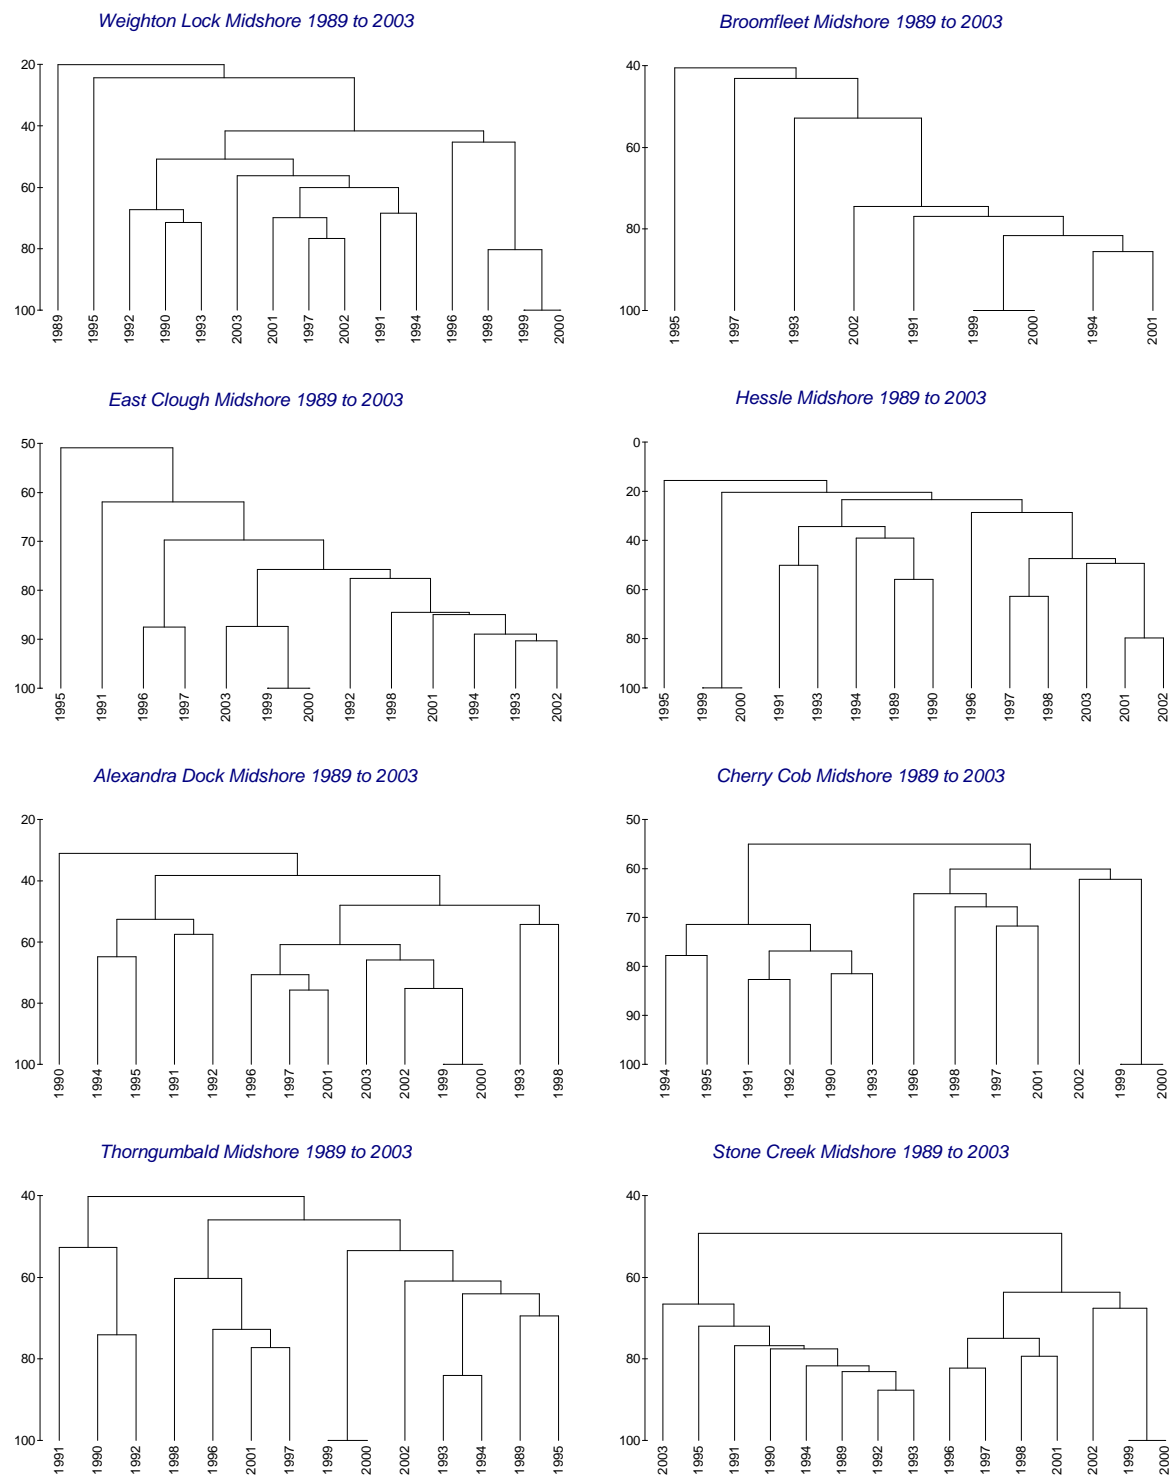 Weighton Lock Midshore 1989 to 2003
20
40
60
80
100
1989 1995 1992 1990 1993 2003 2001 1997 2002 1991 1994 1996 1998 1999 2000
Broomfleet Midshore 1989 to 2003
40
60
80
100
1995 1997 1993 2002 1991 1999 2000 1994 2001
East Clough Midshore 1989 to 2003
50
60
70
80
90
100
1995 1991 1996 1997 2003 1999 2000 1992 1998 2001 1994 1993 2002
Hessle Midshore 1989 to 2003
0
20
40
60
80
100
1995 1999 2000 1991 1993 1994 1989 1990 1996 1997 1998 2003 2001 2002
Alexandra Dock Midshore 1989 to 2003
20
40
60
80
100
1990 1994 1995 1991 1992 1996 1997 2001 2003 2002 1999 2000 1993 1998
Cherry Cob Midshore 1989 to 2003
50
60
70
80
90
100
1994 1995 1991 1992 1990 1993 1996 1998 1997 2001 2002 1999 2000
Thorngumbald Midshore 1989 to 2003
40
60
80
100
1991 1990 1992 1998 1996 2001 1997 1999 2000 2002 1993 1994 1989 1995
Stone Creek Midshore 1989 to 2003
40
60
80
100
2003 1995 1991 1990 1994 1989 1992 1993 1996 1997 1998 2001 2002 1999 2000